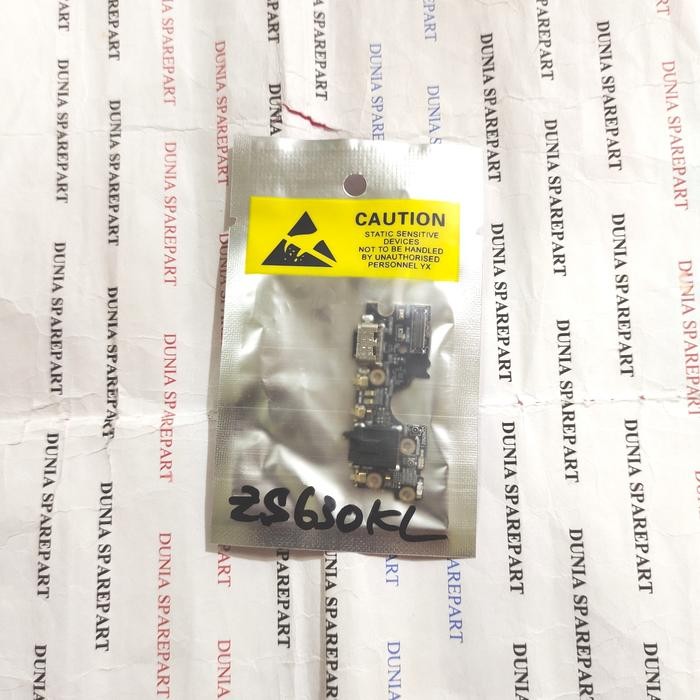 DUNIA SPAREPART
CAUTION
STATIC SENSITIVE
DEVICES
NOT TO BE HANDLED
BY UNAUTHORISED
PERSONNEL YX
ZS630KL